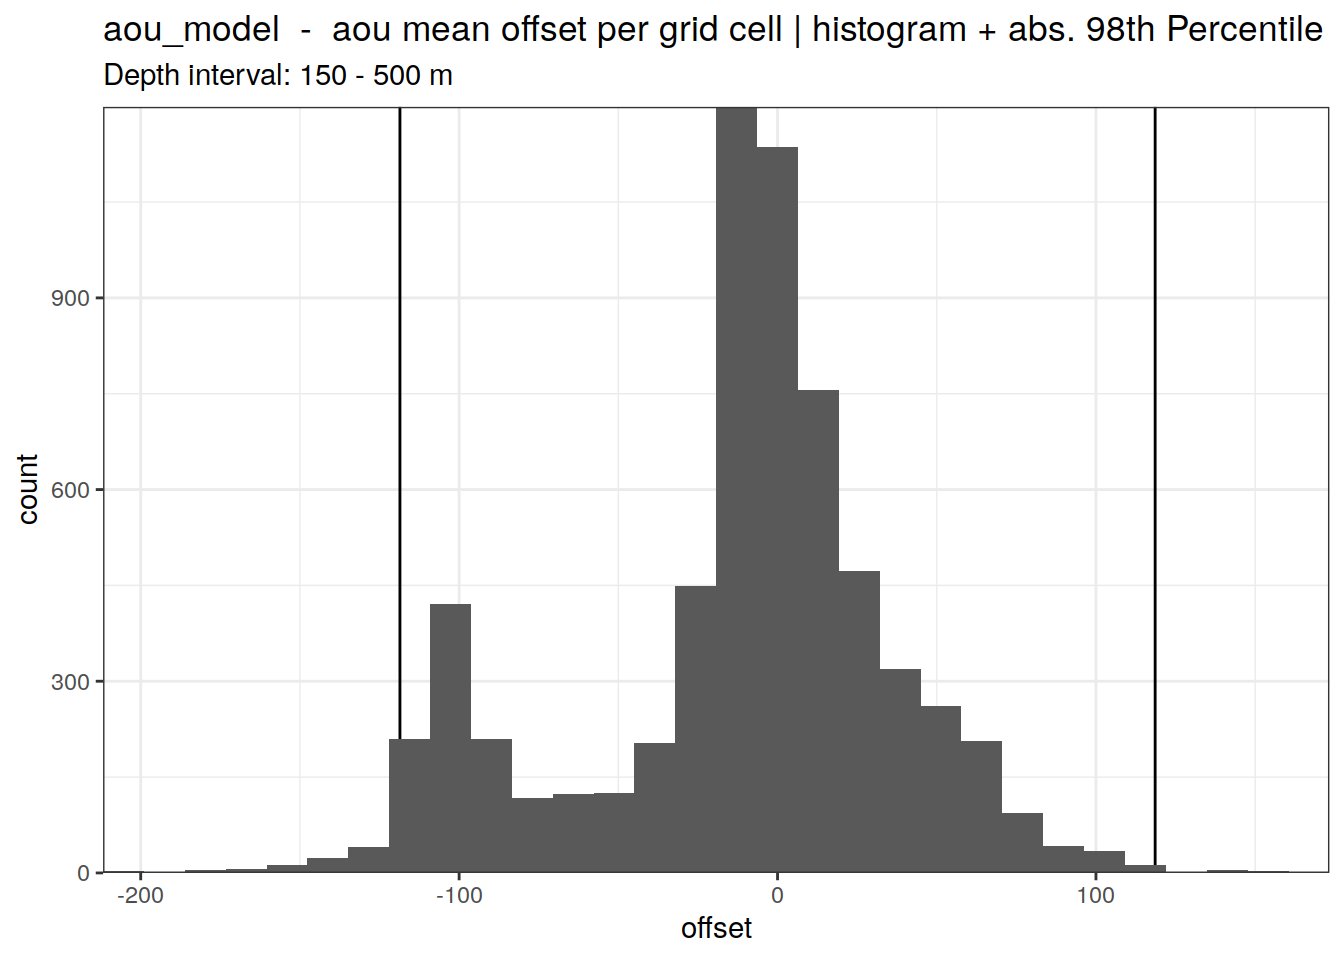 aou_model  -  aou mean offset per grid cell | histogram + abs. 98th Percentile
Depth interval: 150 - 500 m
900
600
300
0
count
-200
-100
0
100
offset